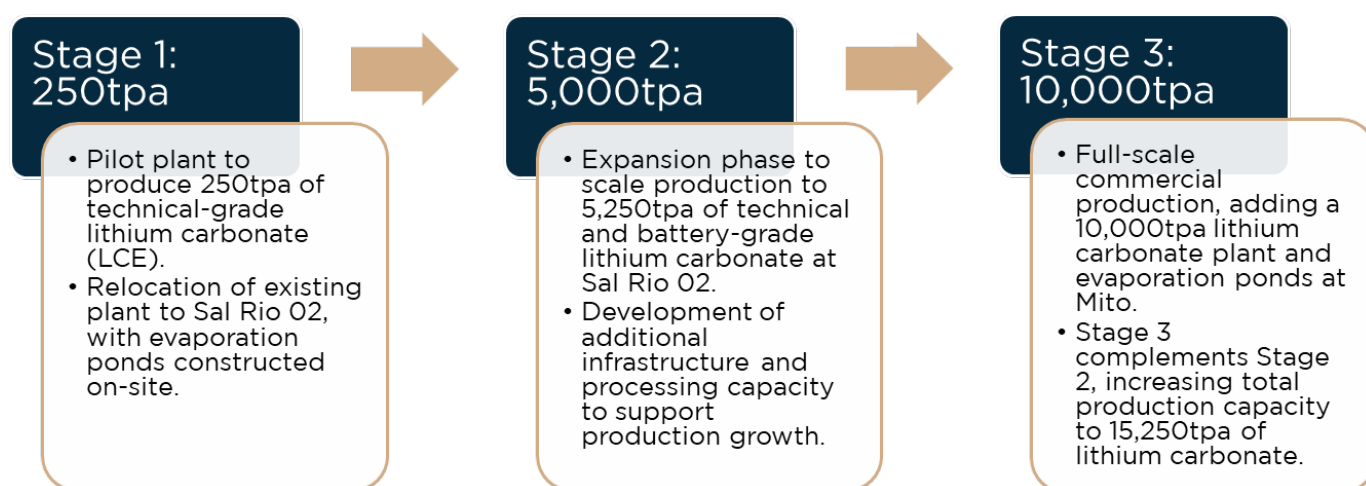 Stage 1:
250tpa
• Pilot plant to
produce 250tpa of
technical-grade
lithium carbonate
(LCE).
• Relocation of existing
plant to Sal Rio 02,
with evaporation
ponds constructed
on-site.
Stage 2:
5,000tpa
• Expansion phase to
scale production to
5,250tpa of technical
and battery-grade
lithium carbonate at
Sal Rio 02.
• Development of
additional
infrastructure and
processing capacity
to support
production growth.
Stage 3:
10,000tpa
• Full-scale
commercial
production, adding a
10,000tpa lithium
carbonate plant and
evaporation ponds at
Mito.
• Stage 3
complements Stage
2, increasing total
production capacity
to 15,250tpa of
lithium carbonate.